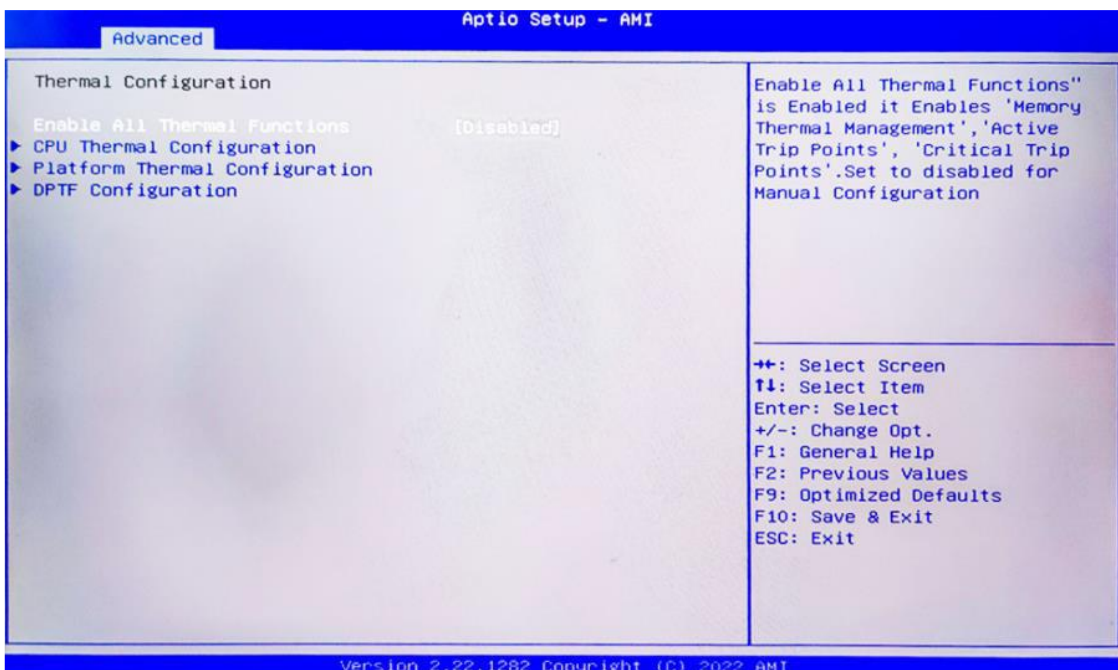 Aptio Setup - AMI
Advanced
Thermal Configuration
Enable All Thermal Functions [Disabled]
► CPU Thermal Configuration
► Platform Thermal Configuration
► DPTF Configuration
Enable All Thermal Functions"
is Enabled it Enables 'Memory
Thermal Management','Active
Trip Points', 'Critical Trip
Points'.Set to disabled for
Manual Configuration
→←: Select Screen
↑↓: Select Item
Enter: Select
+/-: Change Opt.
F1: General Help
F2: Previous Values
F9: Optimized Defaults
F10: Save & Exit
ESC: Exit
Version 2.22.1282 Copyright (C) 2022 AMI